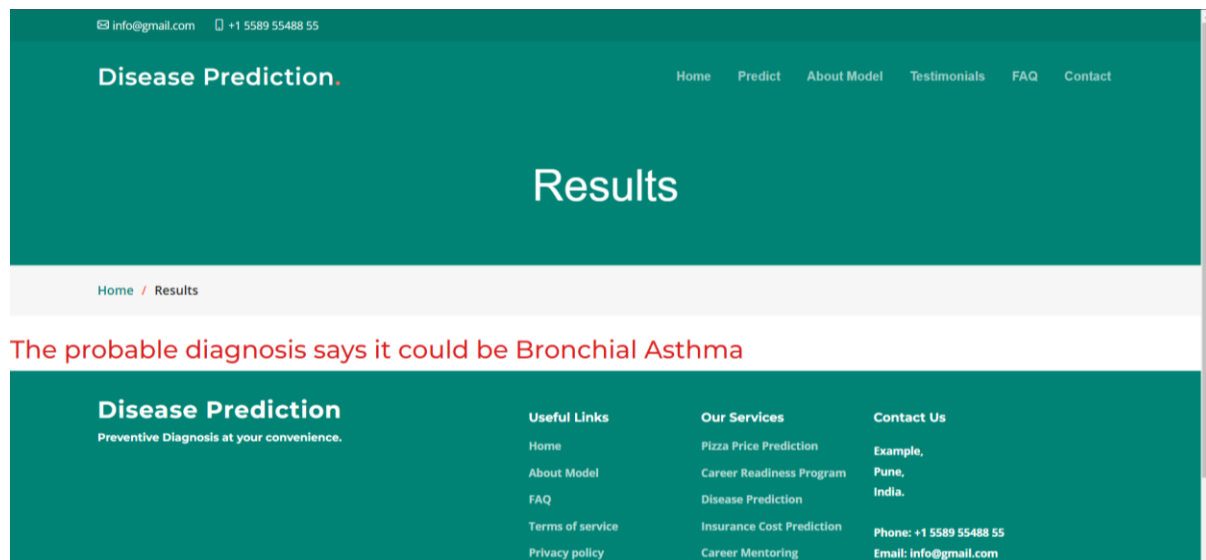 info@gmail.com +1 5589 55488 55
Disease Prediction. Home Predict About Model Testimonials FAQ Contact
Results
Home / Results
The probable diagnosis says it could be Bronchial Asthma
Disease Prediction
Preventive Diagnosis at your convenience.
Useful Links
Home
About Model
FAQ
Terms of service
Privacy policy
Our Services
Pizza Price Prediction
Career Readiness Program
Disease Prediction
Insurance Cost Prediction
Career Mentoring
Contact Us
Example,
Pune,
India.
Phone: +1 5589 55488 55
Email: info@gmail.com